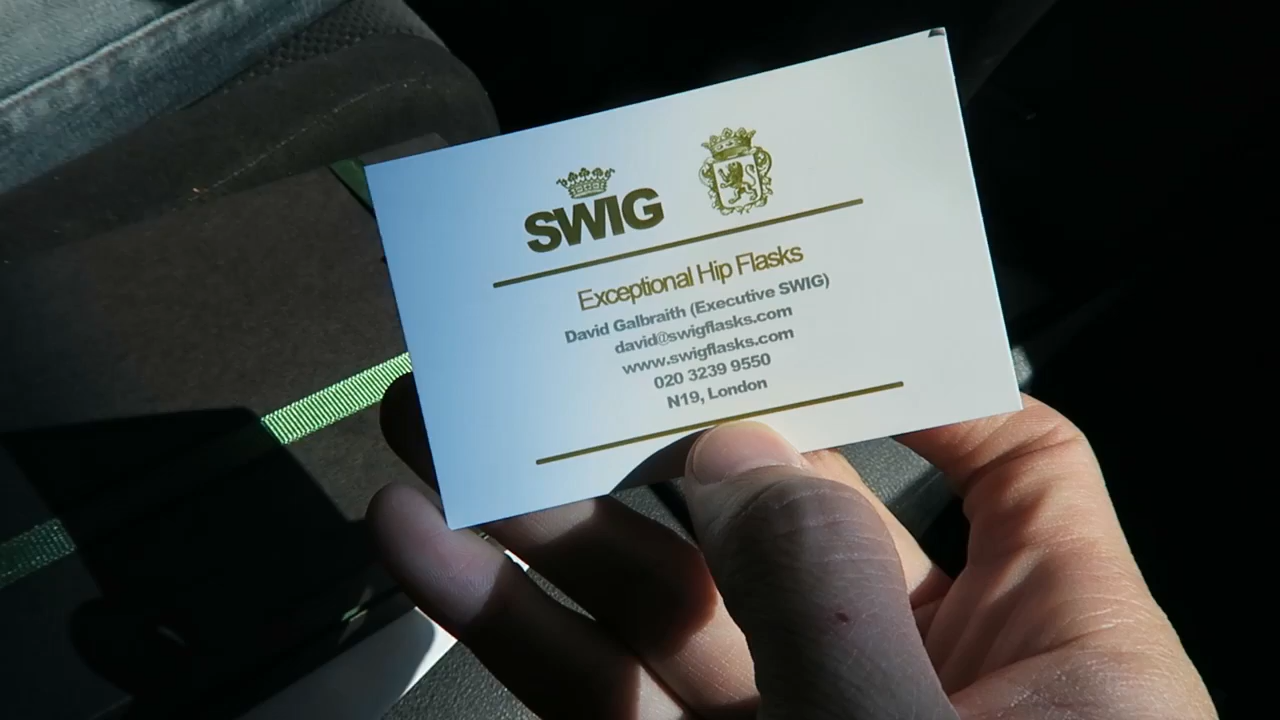 SWIG
Exceptional Hip Flasks
David Galbraith (Executive SWIG)
david@swigflasks.com
www.swigflasks.com
020 3239 9550
N19, London